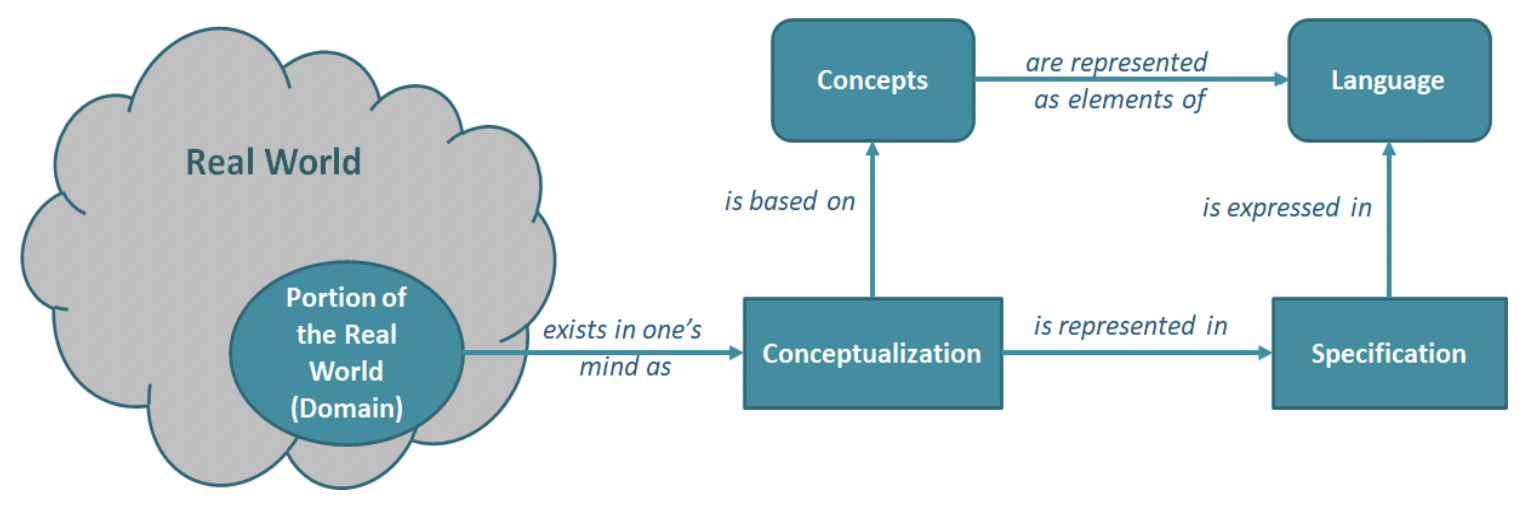 Real World
Portion of
the Real
World
(Domain)
exists in one’s
mind as
Conceptualization
is based on
Concepts
are represented
as elements of
Language
is represented in
Specification
is expressed in